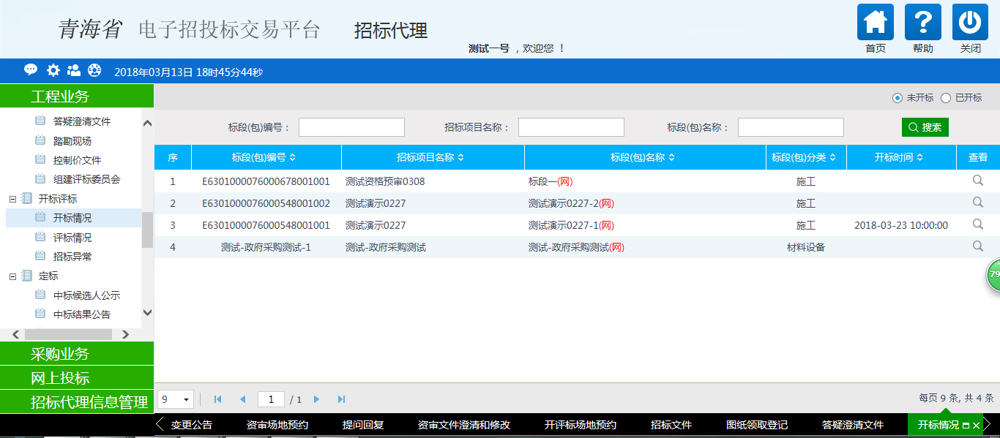 青海省 电子招投标交易平台 招标代理
测试一号 ，欢迎您 ！
首页 帮助 关闭
2018年03月13日 18时45分44秒
工程业务
答疑澄清文件
踏勘现场
控制价文件
组建评标委员会
开标评标
开标情况
评标情况
招标异常
定标
中标候选人公示
中标结果公告
采购业务
网上投标
招标代理信息管理
未开标 已开标
标段(包)编号： 招标项目名称： 标段(包)名称： 搜索
序 标段(包)编号 招标项目名称 标段(包)名称 标段(包)分类 开标时间 查看
1 E6301000076000678001001 测试资格预审0308 标段一(网) 施工
2 E6301000076000548001002 测试演示0227 测试演示0227-2(网) 施工
3 E6301000076000548001001 测试演示0227 测试演示0227-1(网) 施工 2018-03-23 10:00:00
4 测试-政府采购测试-1 测试-政府采购测试 测试-政府采购测试(网) 材料设备
79
9 1 / 1 每页 9 条, 共 4 条
变更公告 资审场地预约 提问回复 资审文件澄清和修改 开评标场地预约 招标文件 图纸领取登记 答疑澄清文件 开标情况